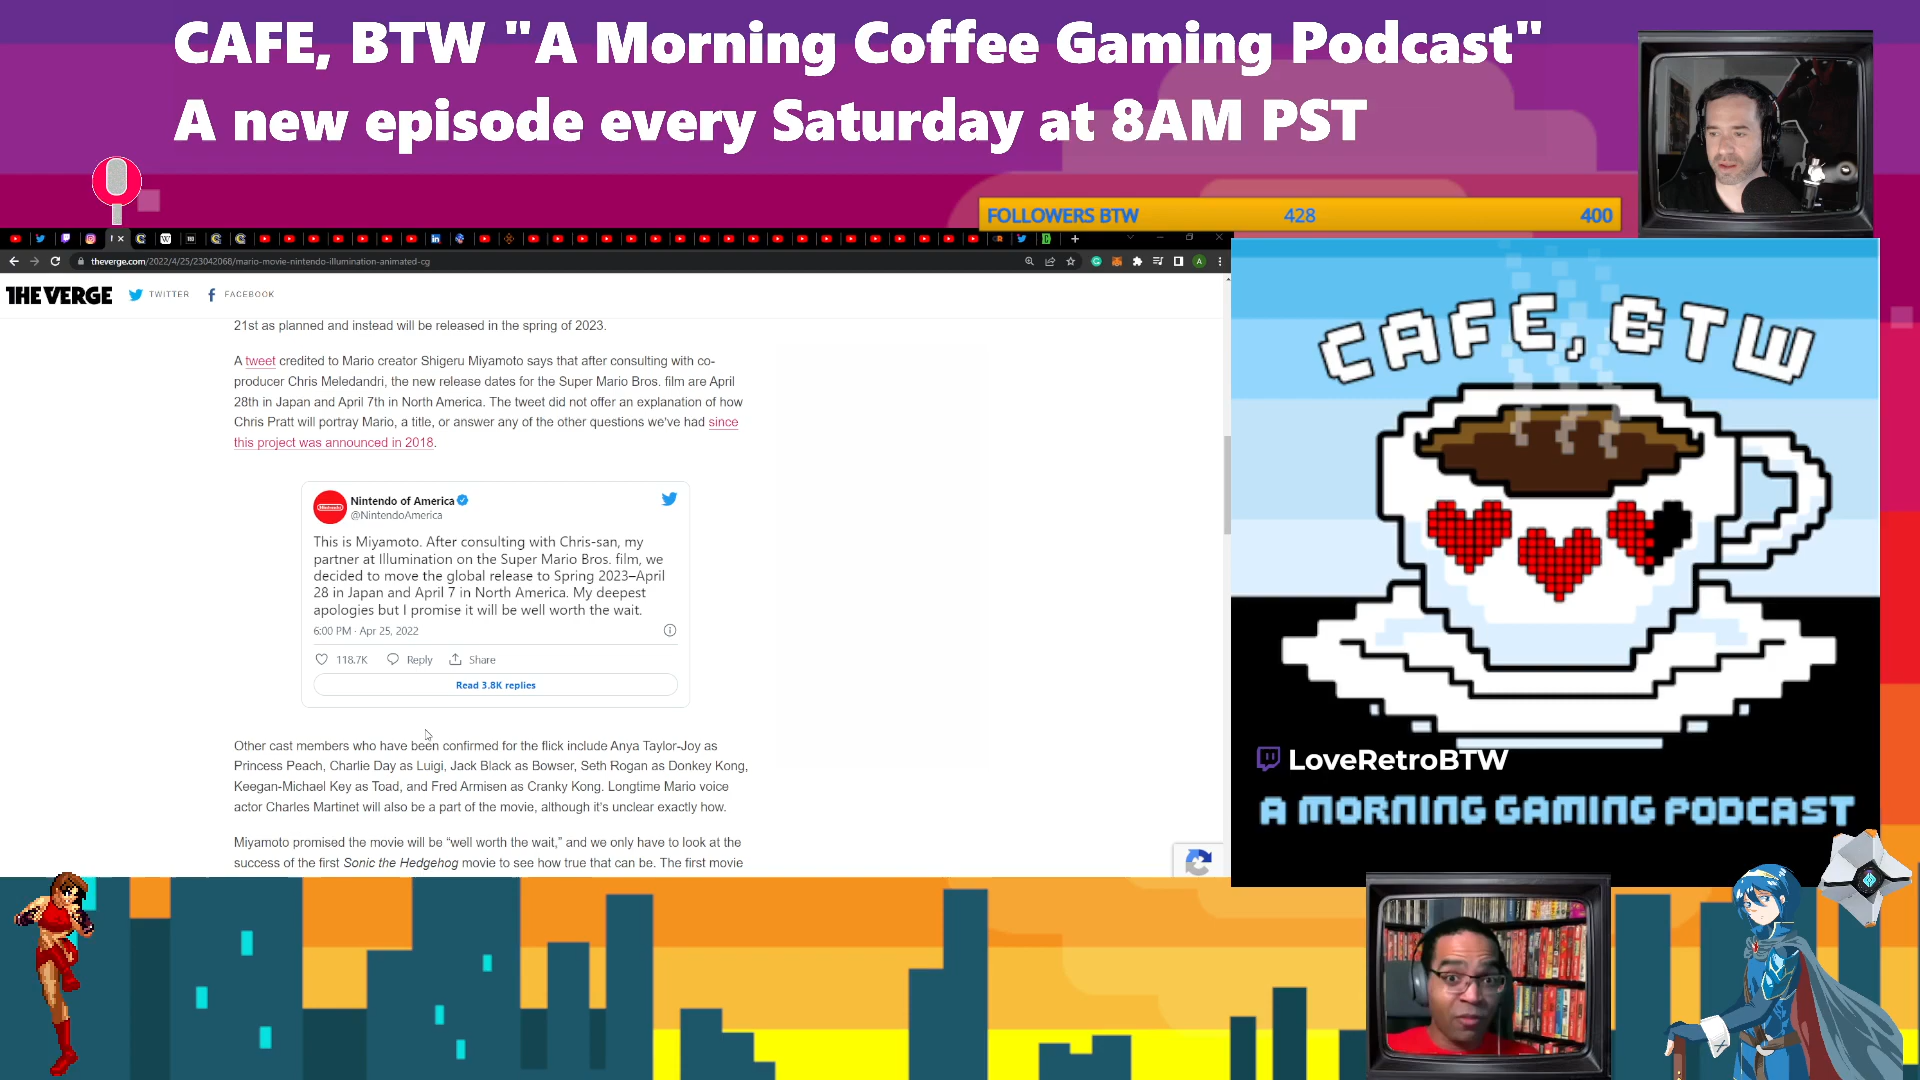 CAFE, BTW "A Morning Coffee Gaming Podcast"
A new episode every Saturday at 8AM PST
FOLLOWERS BTW 428 400
theverge.com/2022/4/25/23042068/mario-movie-nintendo-illumination-animated-cg
THE VERGE TWITTER FACEBOOK
21st as planned and instead will be released in the spring of 2023.
A tweet credited to Mario creator Shigeru Miyamoto says that after consulting with co-
producer Chris Meledandri, the new release dates for the Super Mario Bros. film are April
28th in Japan and April 7th in North America. The tweet did not offer an explanation of how
Chris Pratt will portray Mario, a title, or answer any of the other questions we've had since
this project was announced in 2018.
Nintendo of America
@NintendoAmerica
This is Miyamoto. After consulting with Chris-san, my
partner at Illumination on the Super Mario Bros. film, we
decided to move the global release to Spring 2023–April
28 in Japan and April 7 in North America. My deepest
apologies but I promise it will be well worth the wait.
6:00 PM · Apr 25, 2022
118.7K Reply Share
Read 3.8K replies
Other cast members who have been confirmed for the flick include Anya Taylor-Joy as
Princess Peach, Charlie Day as Luigi, Jack Black as Bowser, Seth Rogan as Donkey Kong,
Keegan-Michael Key as Toad, and Fred Armisen as Cranky Kong. Longtime Mario voice
actor Charles Martinet will also be a part of the movie, although it's unclear exactly how.
Miyamoto promised the movie will be “well worth the wait,” and we only have to look at the
success of the first Sonic the Hedgehog movie to see how true that can be. The first movie
CAFE, BTW
LoveRetroBTW
A MORNING GAMING PODCAST